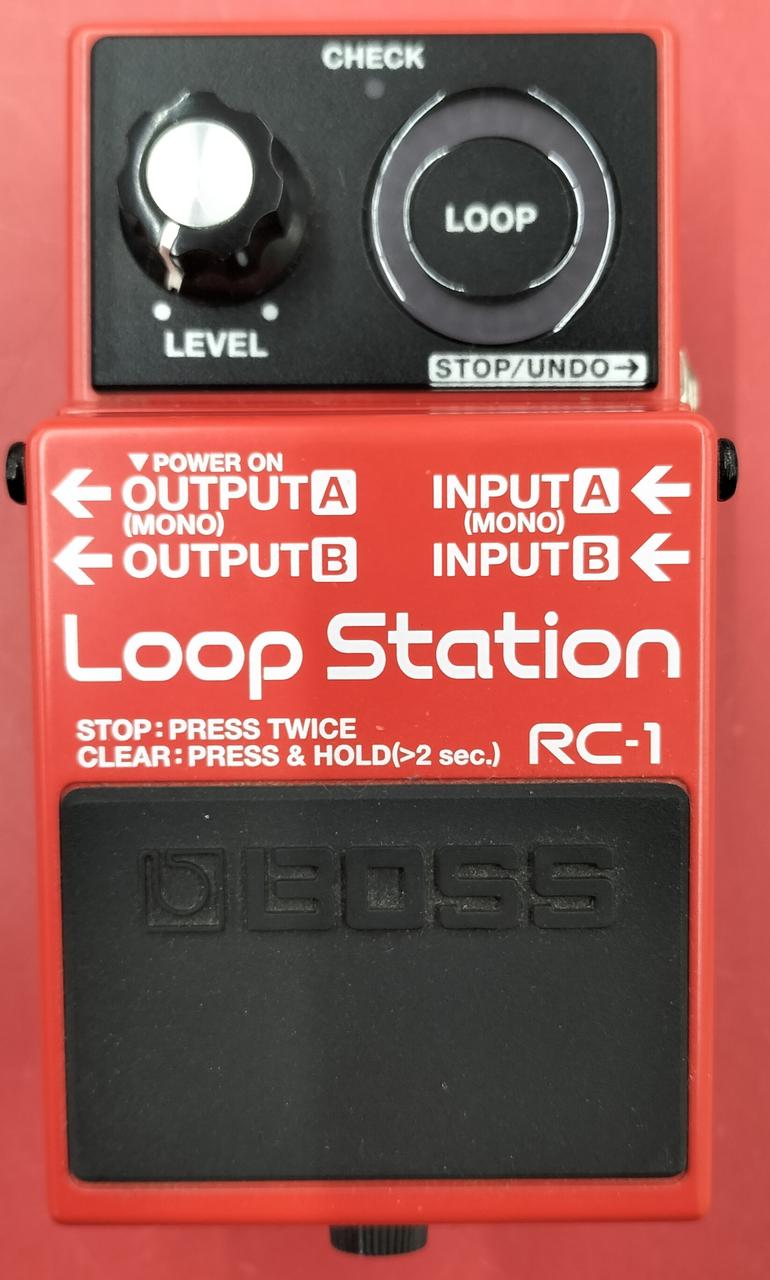 CHECK
LOOP
LEVEL
STOP/UNDO→
▼POWER ON
←OUTPUT A
INPUT A←
(MONO)
(MONO)
←OUTPUT B
INPUT B←
Loop Station
STOP:PRESS TWICE
CLEAR:PRESS & HOLD(>2 sec.)
RC-1
BOSS